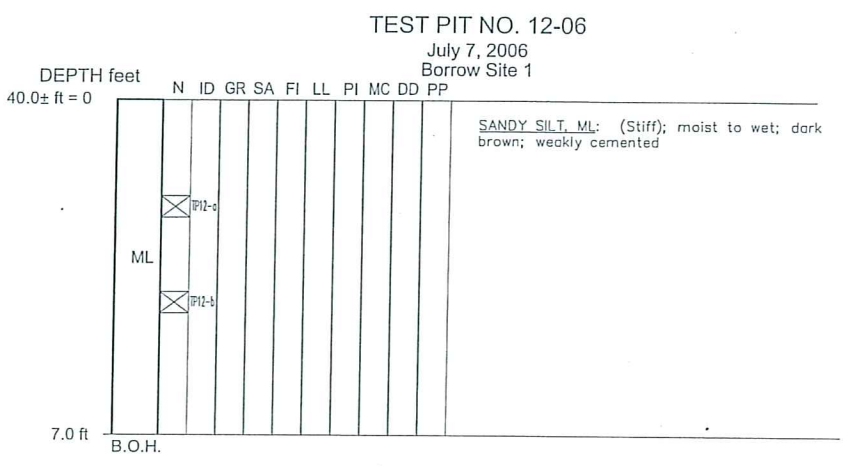 TEST PIT NO. 12-06
July 7, 2006
Borrow Site 1
DEPTH feet
N ID GR SA FI LL PI MC DD PP
40.0± ft = 0
SANDY SILT, ML: (Stiff); moist to wet; dark
brown; weakly cemented
TP12-a
ML
TP12-b
7.0 ft
B.O.H.